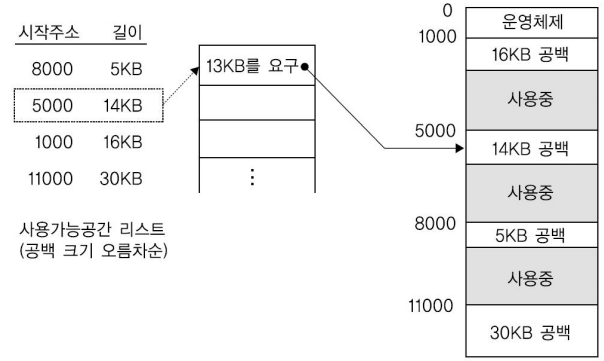 시작주소 길이
8000 5KB
5000 14KB
1000 16KB
11000 30KB
사용가능공간 리스트
(공백 크기 오름차순)
13KB를 요구
⋮
0
운영체제
1000
16KB 공백
사용중
5000
14KB 공백
사용중
8000
5KB 공백
사용중
11000
30KB 공백